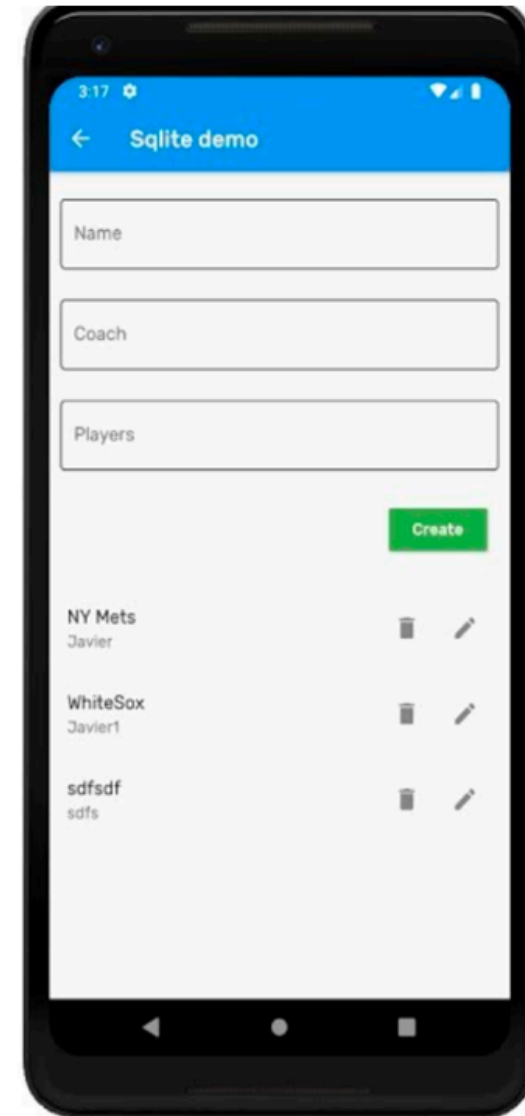 3:17
Sqlite demo
Name
Coach
Players
Create
NY Mets
Javier
WhiteSox
Javier1
sdfsdf
sdfs